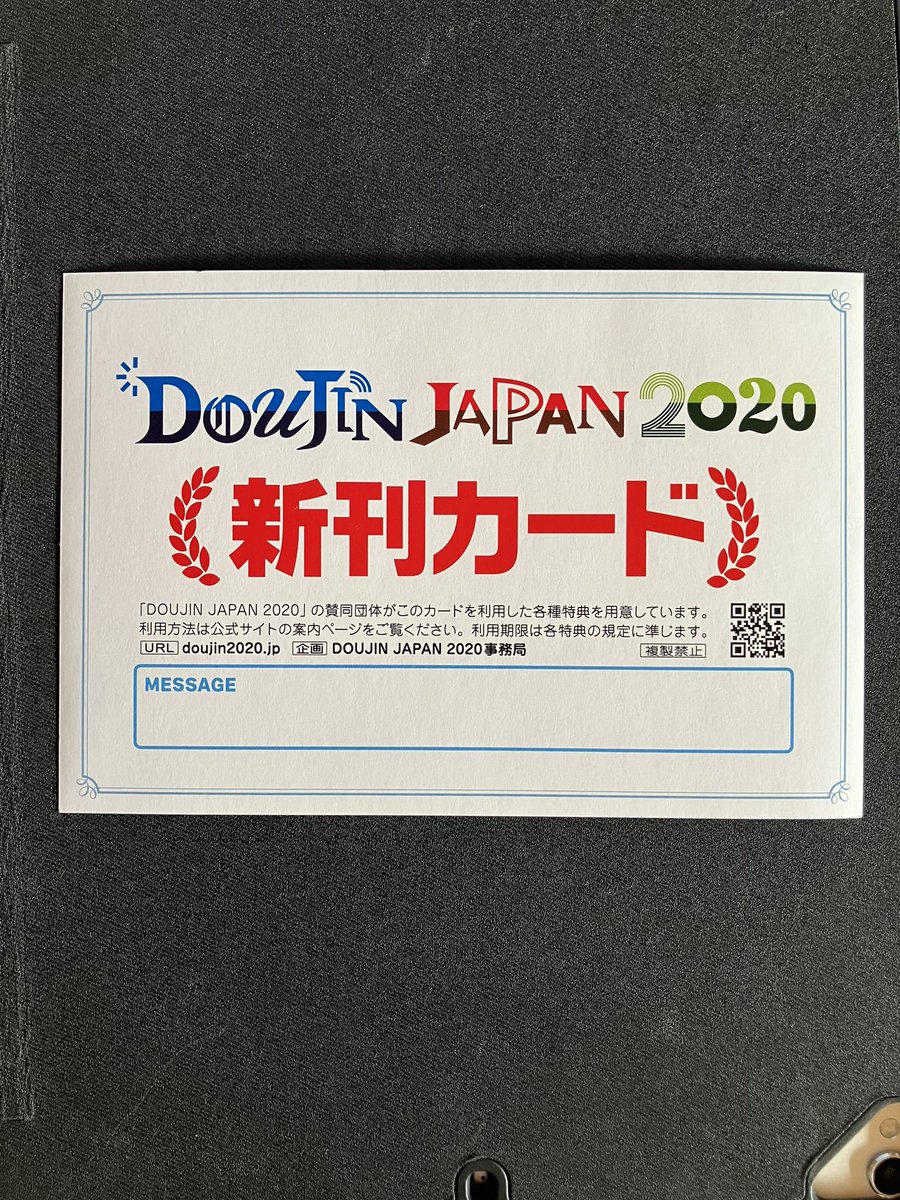 DOUJIN JAPAN 2020
新刊カード
「DOUJIN JAPAN 2020」の賛同団体がこのカードを利用した各種特典を用意しています。
利用方法は公式サイトの案内ページをご覧ください。利用期限は各特典の規定に準じます。
URL doujin2020.jp 企画 DOUJIN JAPAN 2020事務局 複製禁止
MESSAGE